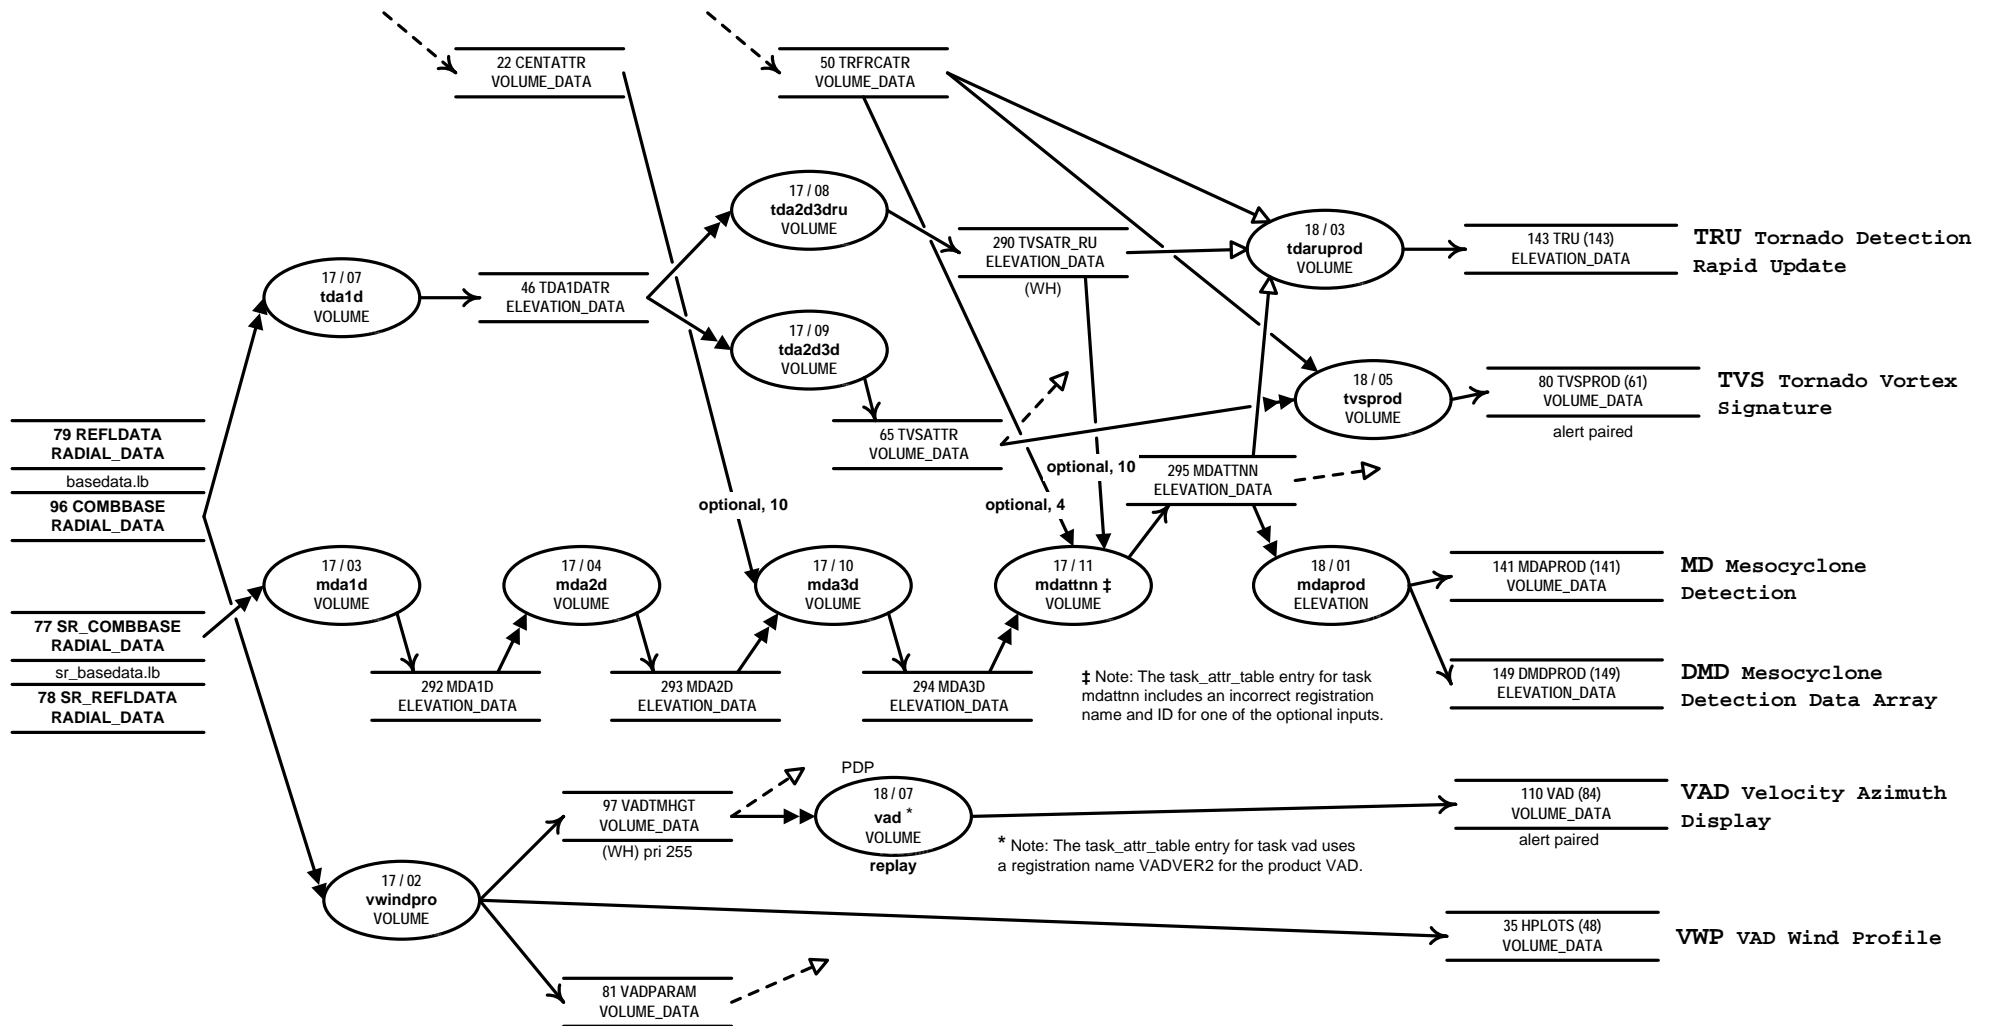 22 CENTATTR
VOLUME_DATA
50 TRFRCATR
VOLUME_DATA
17 / 08
tda2d3dru
VOLUME
290 TVSATR_RU
ELEVATION_DATA
(WH)
18 / 03
tdaruprod
VOLUME
143 TRU (143)
ELEVATION_DATA
TRU Tornado Detection
Rapid Update
17 / 07
tda1d
VOLUME
46 TDA1DATR
ELEVATION_DATA
17 / 09
tda2d3d
VOLUME
65 TVSATTR
VOLUME_DATA
18 / 05
tvsprod
VOLUME
80 TVSPROD (61)
VOLUME_DATA
alert paired
TVS Tornado Vortex
Signature
79 REFLDATA
RADIAL_DATA
basedata.lb
96 COMBBASE
RADIAL_DATA
optional, 10
optional, 4
optional, 10
295 MDATTNN
ELEVATION_DATA
17 / 03
mda1d
VOLUME
17 / 04
mda2d
VOLUME
17 / 10
mda3d
VOLUME
17 / 11
mdattnn ‡
VOLUME
18 / 01
mdaprod
ELEVATION
141 MDAPROD (141)
VOLUME_DATA
MD Mesocyclone
Detection
77 SR_COMBBASE
RADIAL_DATA
sr_basedata.lb
78 SR_REFLDATA
RADIAL_DATA
292 MDA1D
ELEVATION_DATA
293 MDA2D
ELEVATION_DATA
294 MDA3D
ELEVATION_DATA
‡ Note: The task_attr_table entry for task
mdattnn includes an incorrect registration
name and ID for one of the optional inputs.
149 DMDPROD (149)
ELEVATION_DATA
DMD Mesocyclone
Detection Data Array
97 VADTMHGT
VOLUME_DATA
(WH) pri 255
PDP
18 / 07
vad *
VOLUME
replay
* Note: The task_attr_table entry for task vad uses
a registration name VADVER2 for the product VAD.
110 VAD (84)
VOLUME_DATA
alert paired
VAD Velocity Azimuth
Display
17 / 02
vwindpro
VOLUME
35 HPLOTS (48)
VOLUME_DATA
VWP VAD Wind Profile
81 VADPARAM
VOLUME_DATA